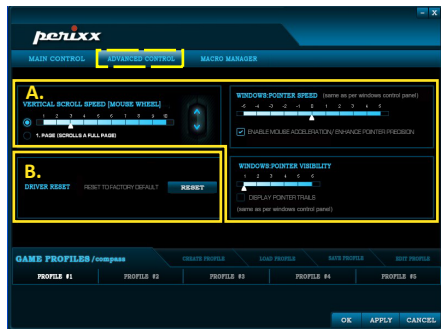 - X
perixx
MAIN CONTROL ADVANCED CONTROL MACRO MANAGER
A.
VERTICAL SCROLL SPEED [MOUSE WHEEL]
1 2 3 4 5 6 7 8 9 10
1. PAGE (SCROLLS A FULL PAGE)
WINDOWS:POINTER SPEED (same as per windows control panel)
-5 -4 -3 -2 -1 0 1 2 3 4 5
ENABLE MOUSE ACCELERATION/ ENHANCE POINTER PRECISION
B.
DRIVER RESET RESET TO FACTORY DEFAULT RESET
WINDOWS:POINTER VISIBILITY
1 2 3 4 5 6
DISPLAY POINTER TRAILS
(same as per windows control panel)
GAME PROFILES /compass CREATE PROFILE LOAD PROFILE SAVE PROFILE EDIT PROFILE
PROFILE #1 PROFILE #2 PROFILE #3 PROFILE #4 PROFILE #5
OK APPLY CANCEL